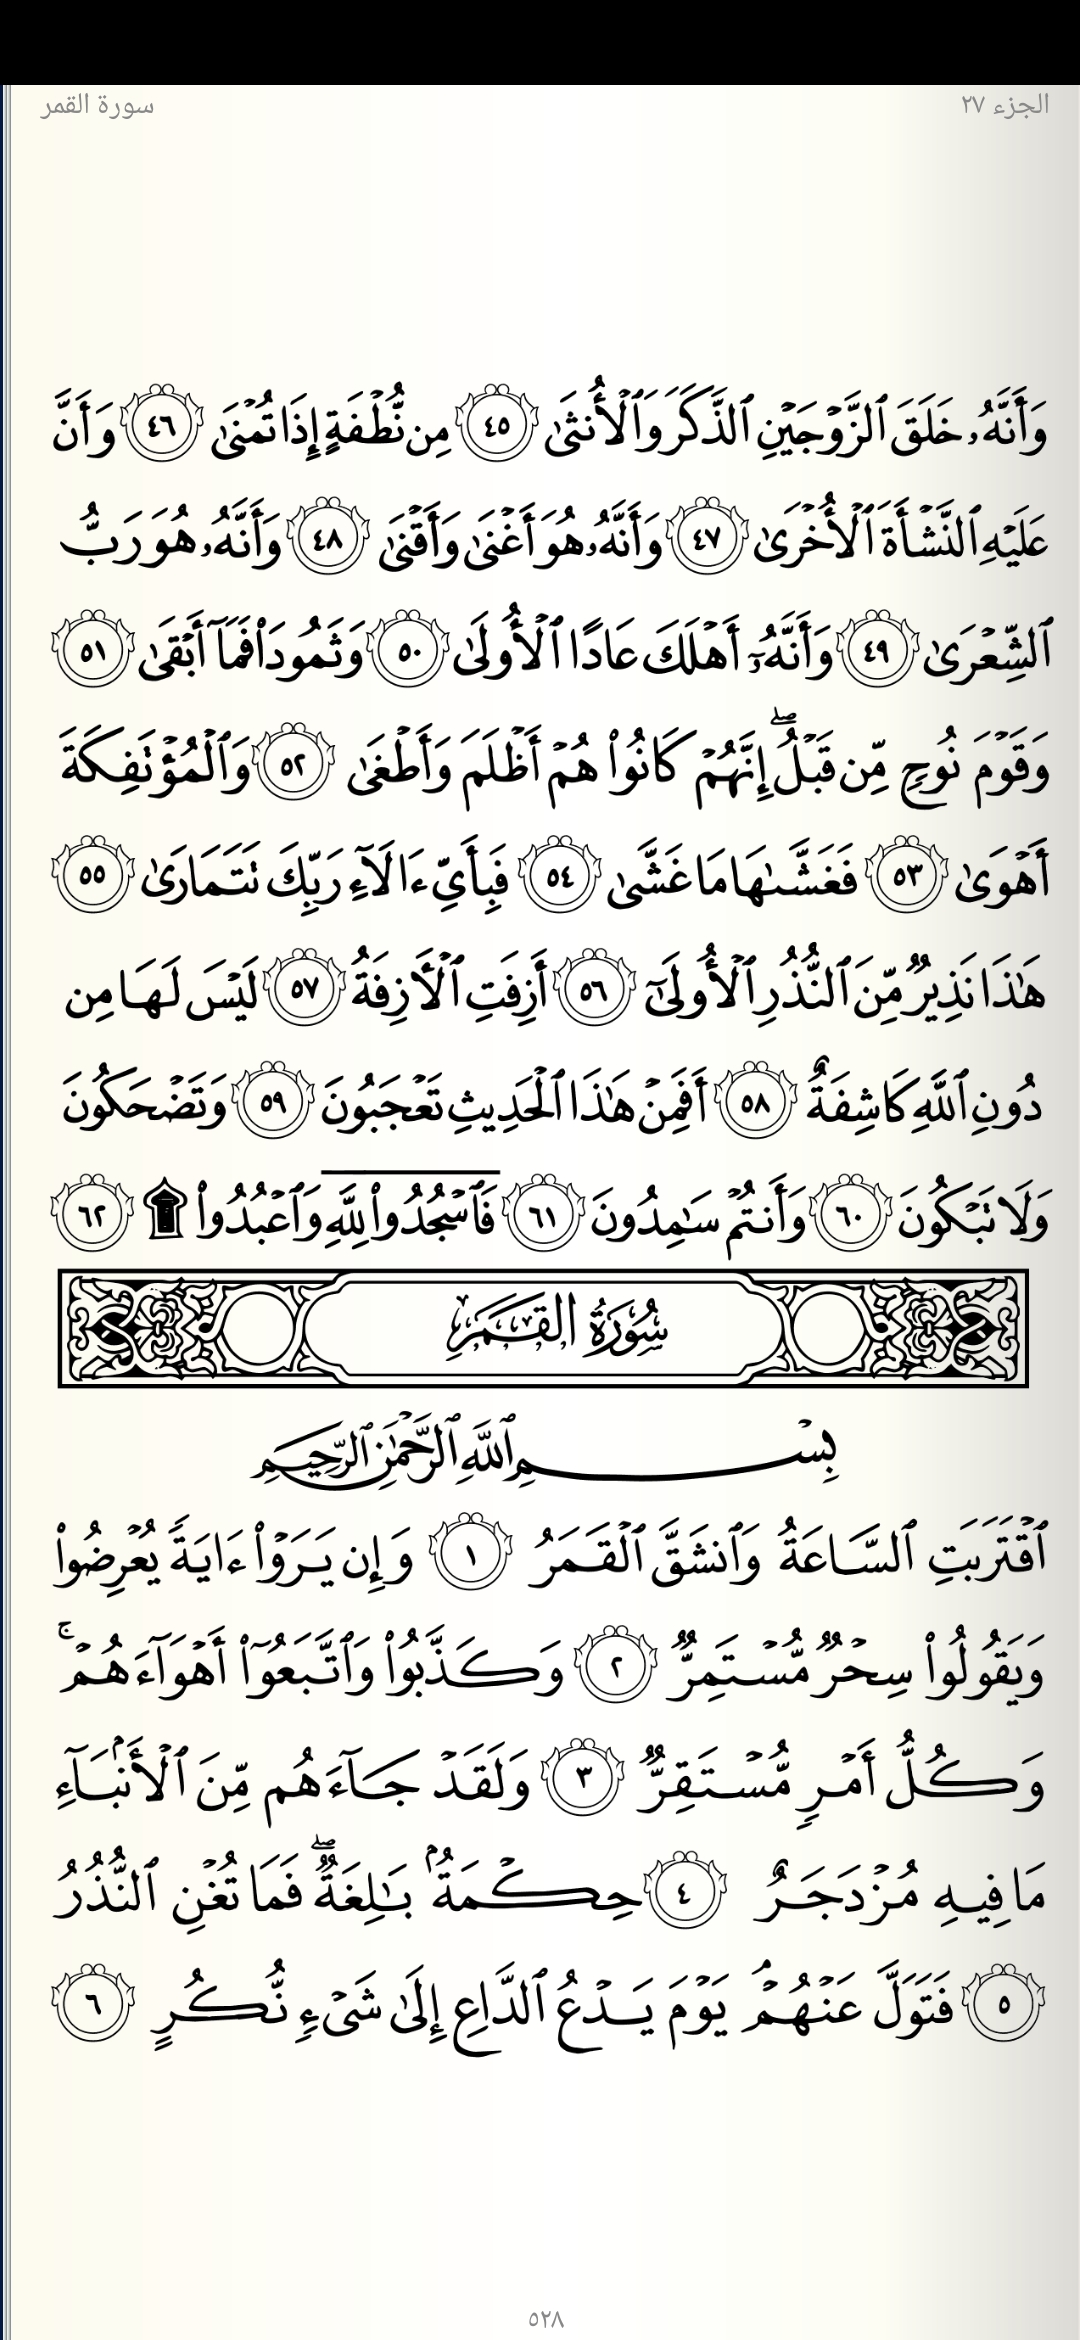 الجزء ٢٧
سورة القمر
وَأَنَّهُۥ خَلَقَ ٱلزَّوْجَيْنِ ٱلذَّكَرَ وَٱلْأُنثَىٰ ٤٥ مِن نُّطْفَةٍ إِذَا تُمْنَىٰ ٤٦ وَأَنَّ
عَلَيْهِ ٱلنَّشْأَةَ ٱلْأُخْرَىٰ ٤٧ وَأَنَّهُۥ هُوَ أَغْنَىٰ وَأَقْنَىٰ ٤٨ وَأَنَّهُۥ هُوَ رَبُّ
ٱلشِّعْرَىٰ ٤٩ وَأَنَّهُۥٓ أَهْلَكَ عَادًا ٱلْأُولَىٰ ٥٠ وَثَمُودَا۟ فَمَآ أَبْقَىٰ ٥١
وَقَوْمَ نُوحٍ مِّن قَبْلُ ۖ إِنَّهُمْ كَانُوا۟ هُمْ أَظْلَمَ وَأَطْغَىٰ ٥٢ وَٱلْمُؤْتَفِكَةَ
أَهْوَىٰ ٥٣ فَغَشَّىٰهَا مَا غَشَّىٰ ٥٤ فَبِأَىِّ ءَالَآءِ رَبِّكَ تَتَمَارَىٰ ٥٥
هَٰذَا نَذِيرٌ مِّنَ ٱلنُّذُرِ ٱلْأُولَىٰٓ ٥٦ أَزِفَتِ ٱلْـَٔازِفَةُ ٥٧ لَيْسَ لَهَا مِن
دُونِ ٱللَّهِ كَاشِفَةٌ ٥٨ أَفَمِنْ هَٰذَا ٱلْحَدِيثِ تَعْجَبُونَ ٥٩ وَتَضْحَكُونَ
وَلَا تَبْكُونَ ٦٠ وَأَنتُمْ سَٰمِدُونَ ٦١ فَٱسْجُدُوا۟ لِلَّهِ وَٱعْبُدُوا۟ ۩ ٦٢
سُورَةُ القَمَرِ
بِسْمِ ٱللَّهِ ٱلرَّحْمَٰنِ ٱلرَّحِيمِ
ٱقْتَرَبَتِ ٱلسَّاعَةُ وَٱنشَقَّ ٱلْقَمَرُ ١ وَإِن يَرَوْا۟ ءَايَةً يُعْرِضُوا۟
وَيَقُولُوا۟ سِحْرٌ مُّسْتَمِرٌّ ٢ وَكَذَّبُوا۟ وَٱتَّبَعُوٓا۟ أَهْوَآءَهُمْ ۚ
وَكُلُّ أَمْرٍ مُّسْتَقِرٌّ ٣ وَلَقَدْ جَآءَهُم مِّنَ ٱلْأَنۢبَآءِ
مَا فِيهِ مُزْدَجَرٌ ٤ حِكْمَةٌۢ بَٰلِغَةٌ ۖ فَمَا تُغْنِ ٱلنُّذُرُ
٥ فَتَوَلَّ عَنْهُمْ ۘ يَوْمَ يَدْعُ ٱلدَّاعِ إِلَىٰ شَىْءٍ نُّكُرٍ ٦
٥٢٨